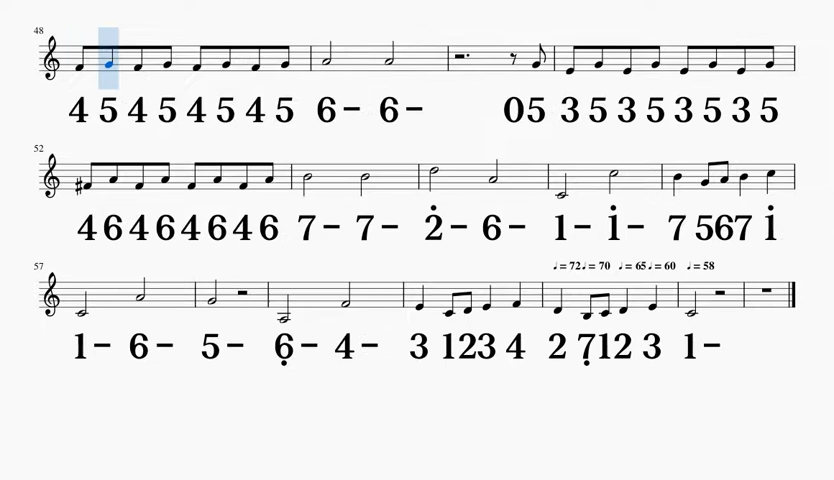 48
4 5 4 5 4 5 4 5 6 – 6 – 0 5 3 5 3 5 3 5 3 5
52
4 6 4 6 4 6 4 6 7 – 7 – 2̇ – 6 – 1 – 1̇ – 7 5 6 7 1̇
57 ♩ = 72 ♩ = 70 ♩ = 65 ♩ = 60 ♩ = 58
1 – 6 – 5 – 6̣ – 4 – 3 1 2 3 4 2 7̣ 1 2 3 1 –